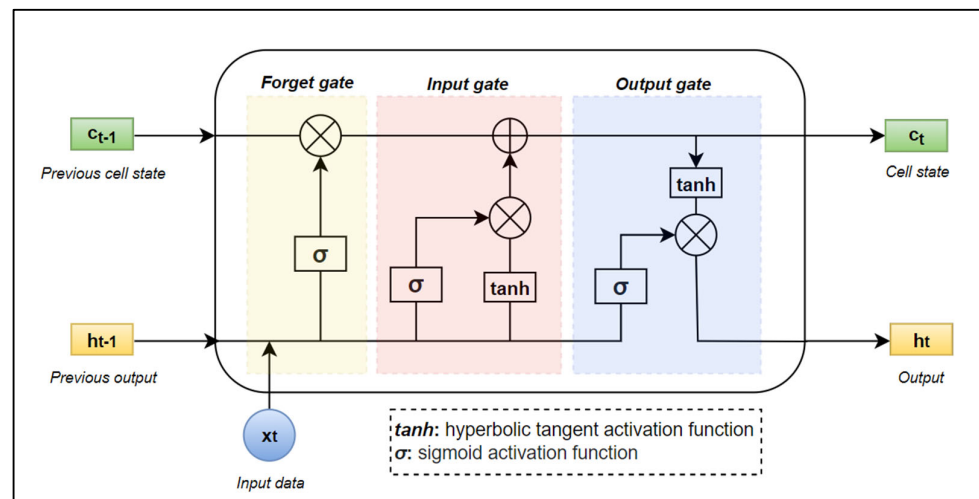 Forget gate
Input gate
Output gate
ct-1
Previous cell state
ct
Cell state
tanh
σ
σ
tanh
σ
ht-1
Previous output
ht
Output
xt
Input data
tanh: hyperbolic tangent activation function
σ: sigmoid activation function